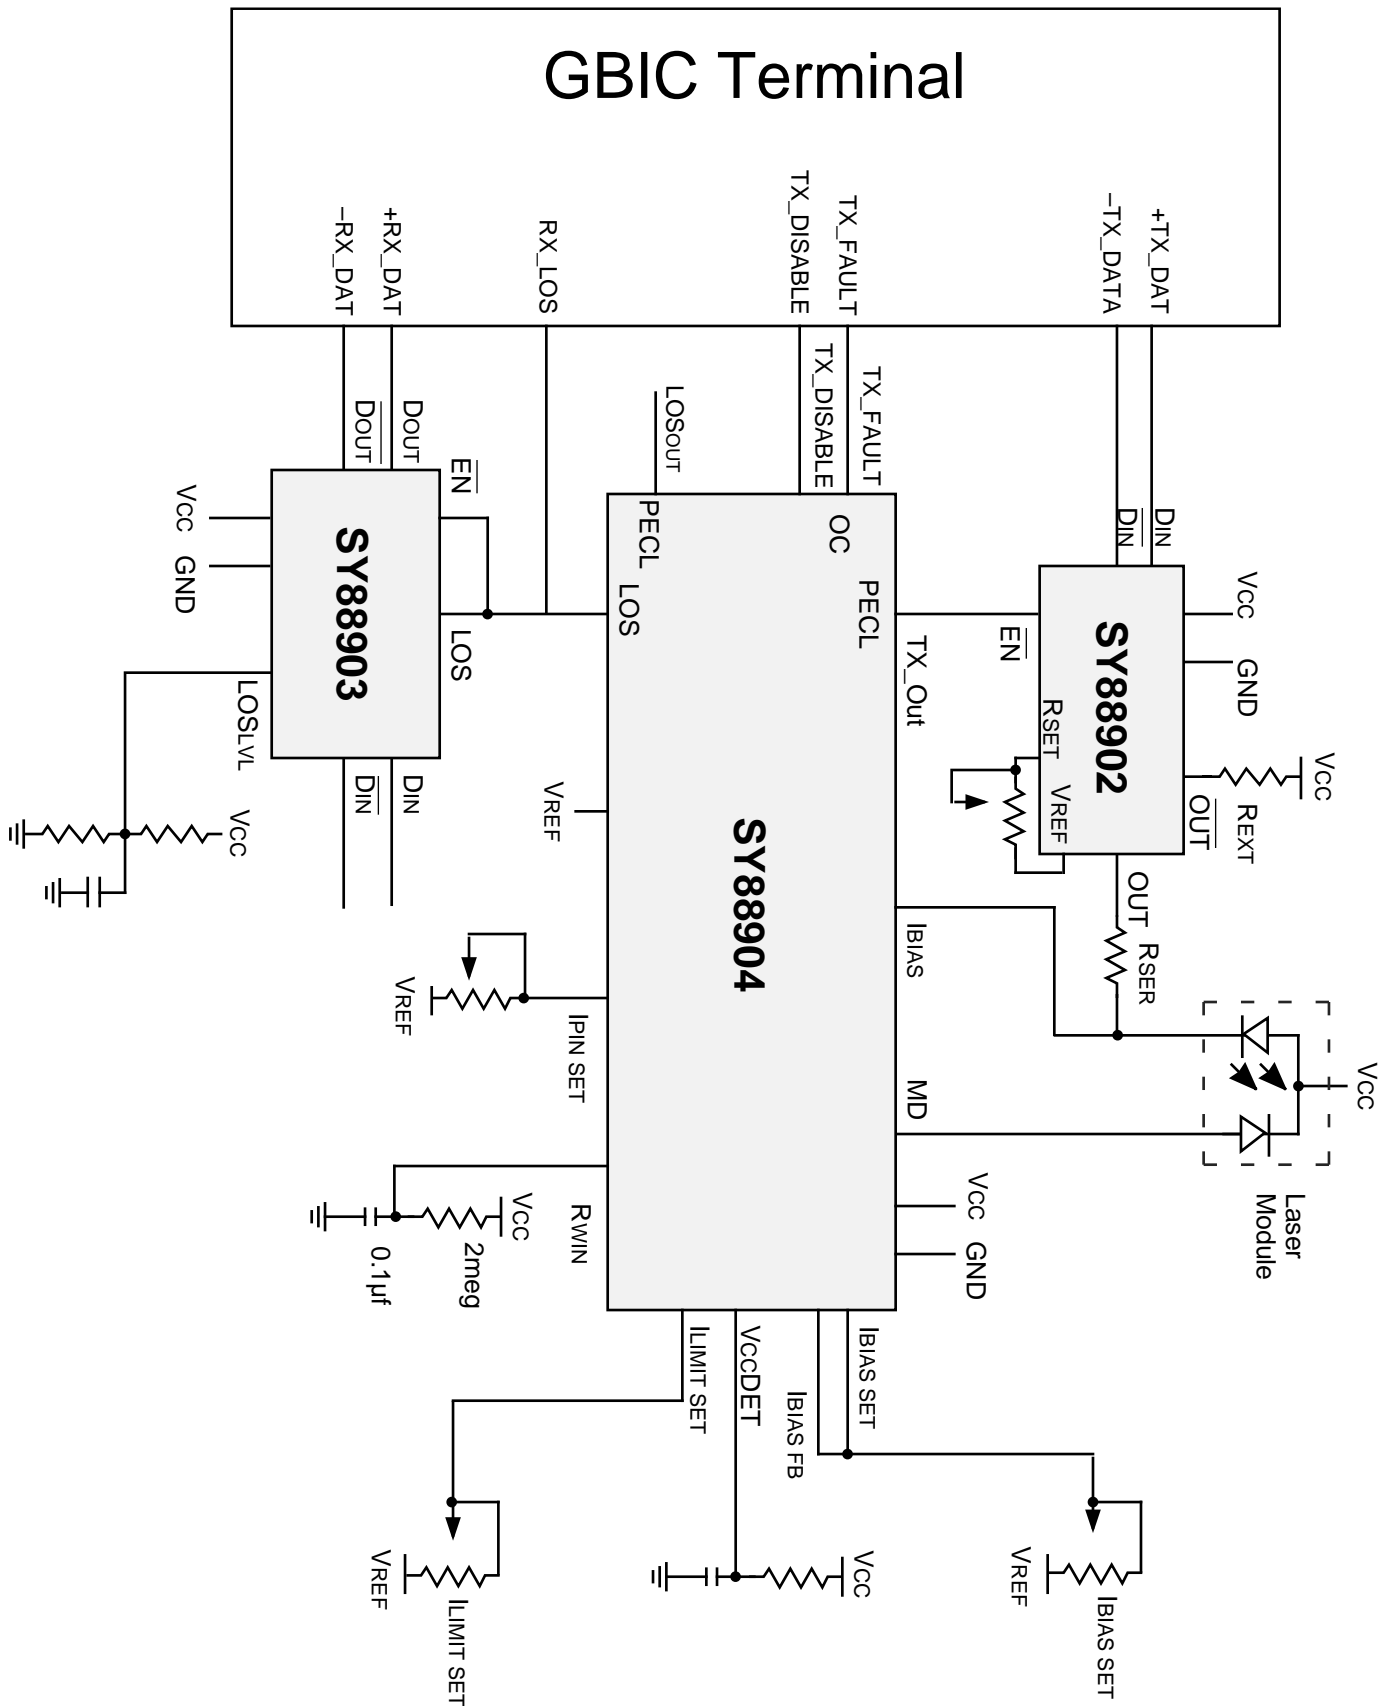 GBIC Terminal
–RX_DAT
+RX_DAT
RX_LOS
TX_DISABLE
TX_FAULT
–TX_DATA
+TX_DAT
DOUT
DOUT
EN
LOSOUT
TX_DISABLE
TX_FAULT
DIN
DIN
VCC
GND
SY88903
LOS
LOSLVL
DIN
DIN
VCC
PECL
LOS
OC
PECL
TX_Out
EN
SY88902
RSET
VREF
VCC
GND
VCC
REXT
OUT
OUT
RSER
VREF
SY88904
IBIAS
VREF
IPIN SET
MD
VCC
Laser
Module
VCC
GND
RWIN
VCC
2meg
0.1µf
ILIMIT SET
VCCDET
IBIAS FB
IBIAS SET
VREF
ILIMIT SET
VCC
VREF
IBIAS SET